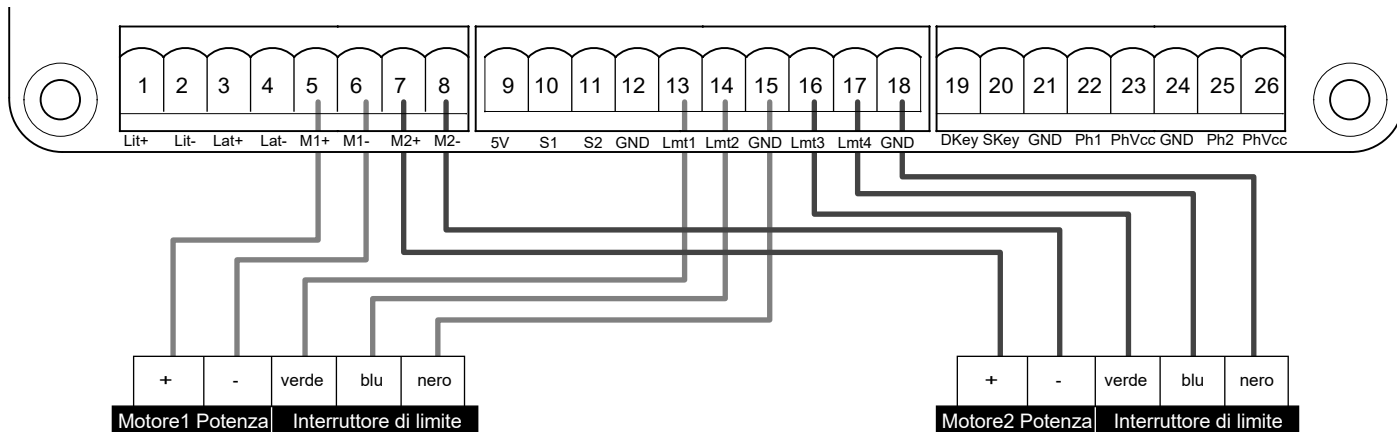 1 2 3 4 5 6 7 8 9 10 11 12 13 14 15 16 17 18 19 20 21 22 23 24 25 26
Lit+ Lit- Lat+ Lat- M1+ M1- M2+ M2- 5V S1 S2 GND Lmt1 Lmt2 GND Lmt3 Lmt4 GND DKey SKey GND Ph1 PhVcc GND Ph2 PhVcc
+ - verde blu nero + - verde blu nero
Motore1 Potenza Interruttore di limite Motore2 Potenza Interruttore di limite